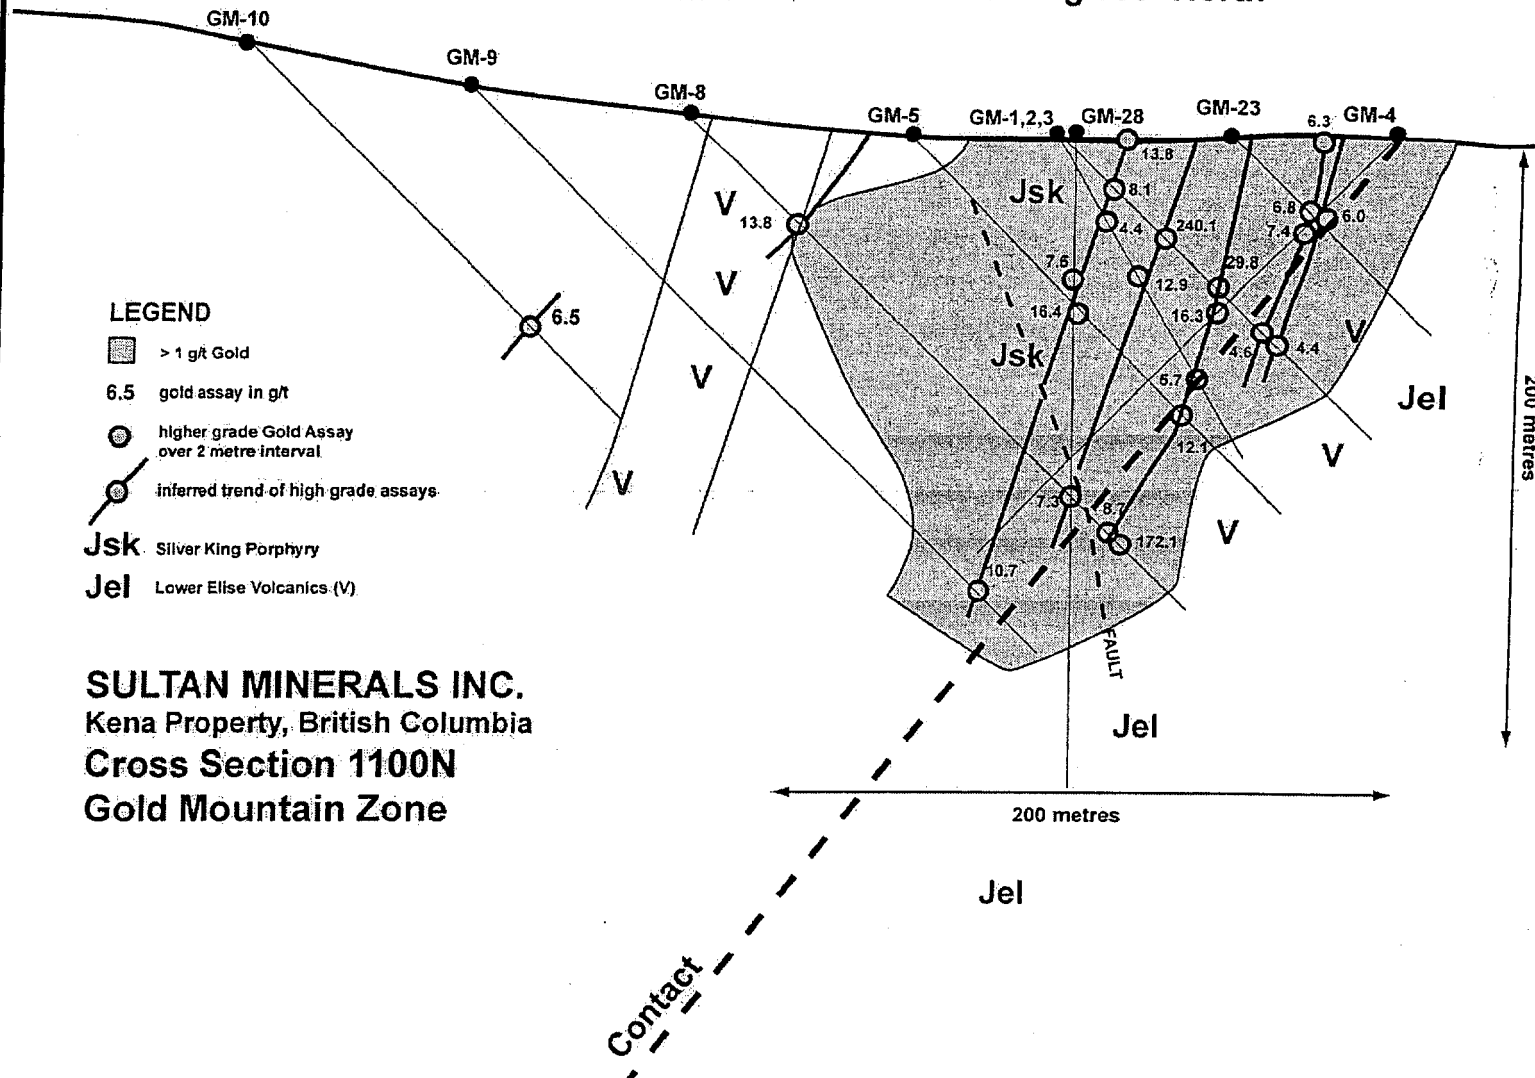 GM-10
GM-9
GM-8
GM-5
GM-1,2,3
GM-28
GM-23
6.3
GM-4
13.8
8.1
Jsk
V
13.8
4.4
240.1
6.8
6.0
7.4
7.6
12.9
29.8
V
16.4
16.3
6.5
V
Jsk
4.6
4.4
V
5.7
Jel
200 metres
12.1
V
V
7.3
8.7
172.1
V
10.7
FAULT
LEGEND
> 1 g/t Gold
6.5 gold assay in g/t
higher grade Gold Assay
over 2 metre interval
inferred trend of high grade assays
Jsk Silver King Porphyry
Jel Lower Elise Volcanics (V)
SULTAN MINERALS INC.
Kena Property, British Columbia
Cross Section 1100N
Gold Mountain Zone
Jel
200 metres
Jel
Contact